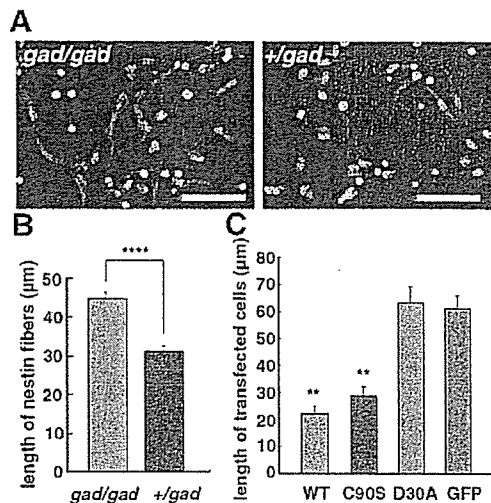 A
gad/gad
+/gad
B
****
length of nestin fibers (μm)
50
40
30
20
10
0
gad/gad +/gad
C
length of transfected cells (μm)
80
70
60
50
40
30
20
10
0
**
**
WT C90S D30A GFP